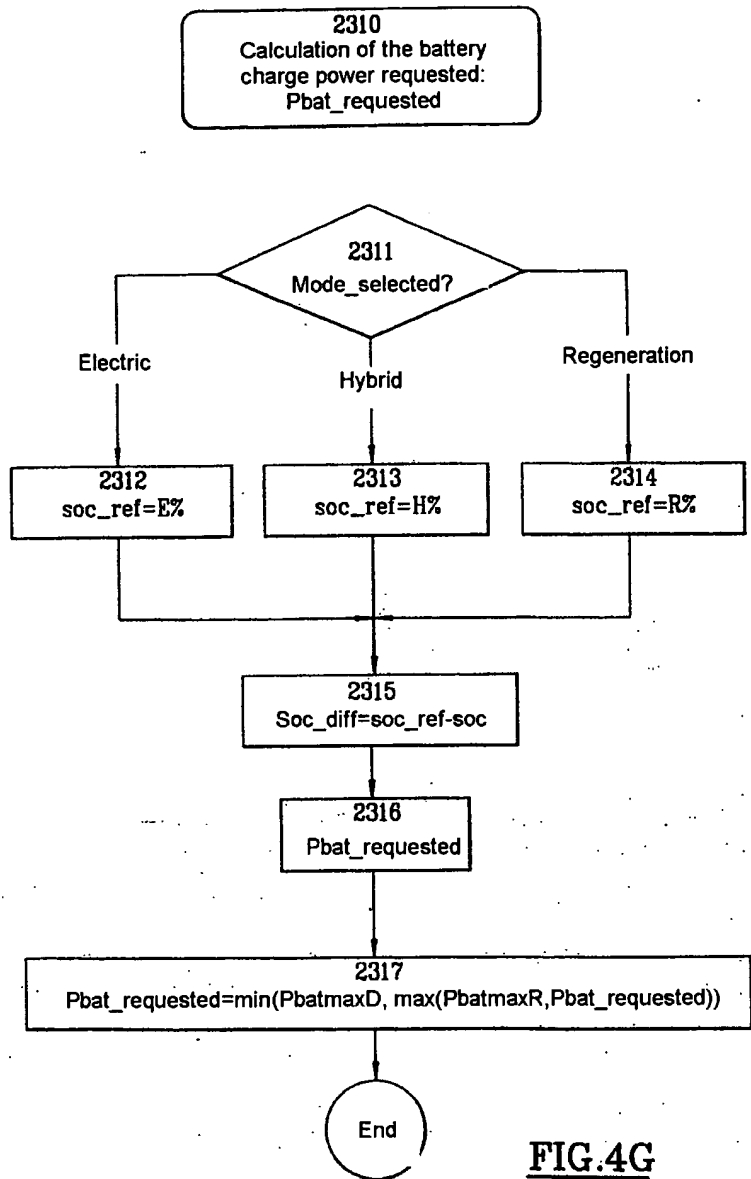 2310
Calculation of the battery
charge power requested:
Pbat_requested
2311
Mode_selected?
Electric
Hybrid
Regeneration
2312
soc_ref=E%
2313
soc_ref=H%
2314
soc_ref=R%
2315
Soc_diff=soc_ref-soc
2316
Pbat_requested
2317
Pbat_requested=min(PbatmaxD, max(PbatmaxR,Pbat_requested))
End
FIG.4G